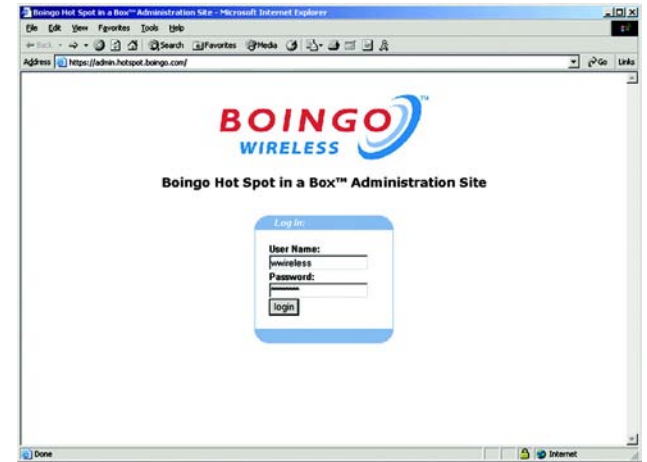 Boingo Hot Spot in a Box™ Administration Site - Microsoft Internet Explorer
File Edit View Favorites Tools Help
Back Search Favorites Media
Address https://admin.hotspot.boingo.com/ Go Links
BOINGO™
WIRELESS
Boingo Hot Spot in a Box™ Administration Site
Log in:
User Name:
wwireless
Password:
login
Done Internet